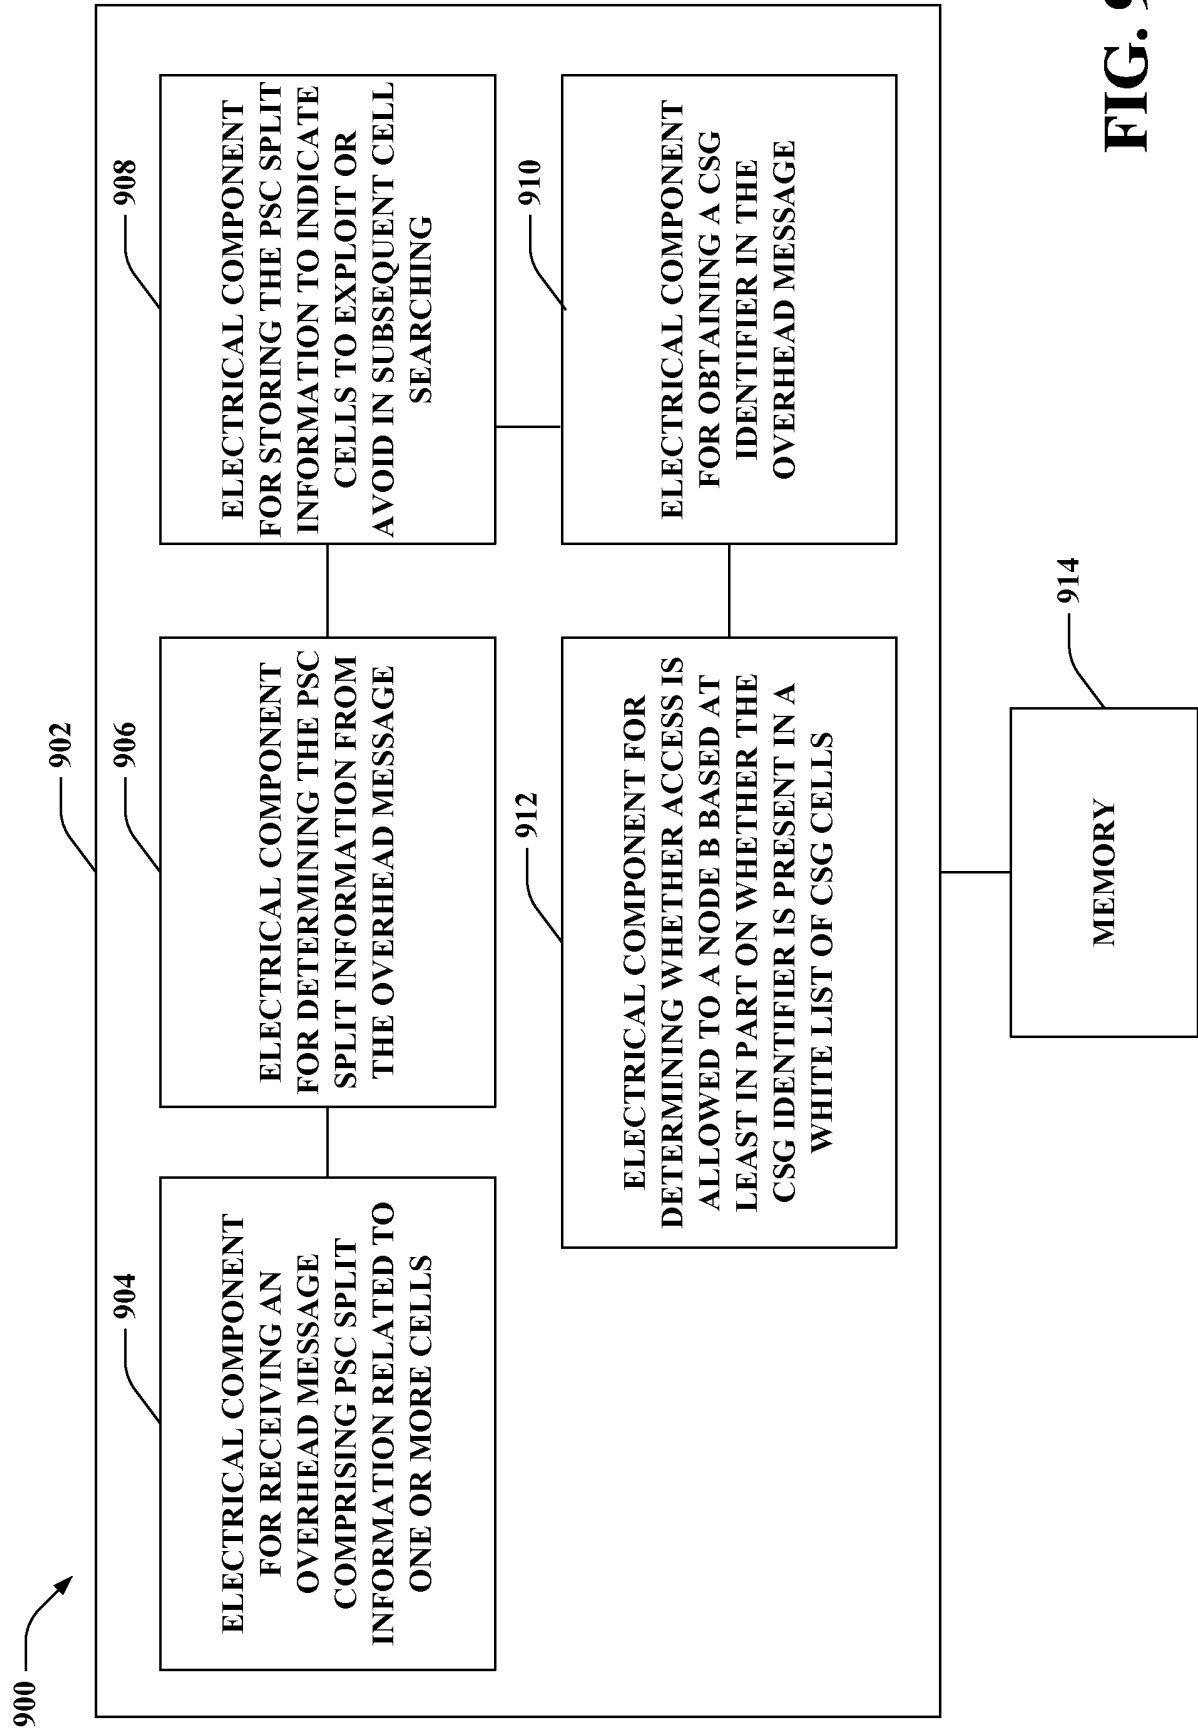 900
902
904
ELECTRICAL COMPONENT
FOR RECEIVING AN
OVERHEAD MESSAGE
COMPRISING PSC SPLIT
INFORMATION RELATED TO
ONE OR MORE CELLS
906
ELECTRICAL COMPONENT
FOR DETERMINING THE PSC
SPLIT INFORMATION FROM
THE OVERHEAD MESSAGE
908
ELECTRICAL COMPONENT
FOR STORING THE PSC SPLIT
INFORMATION TO INDICATE
CELLS TO EXPLOIT OR
AVOID IN SUBSEQUENT CELL
SEARCHING
912
ELECTRICAL COMPONENT FOR
DETERMINING WHETHER ACCESS IS
ALLOWED TO A NODE B BASED AT
LEAST IN PART ON WHETHER THE
CSG IDENTIFIER IS PRESENT IN A
WHITE LIST OF CSG CELLS
910
ELECTRICAL COMPONENT
FOR OBTAINING A CSG
IDENTIFIER IN THE
OVERHEAD MESSAGE
914
MEMORY
FIG. 9